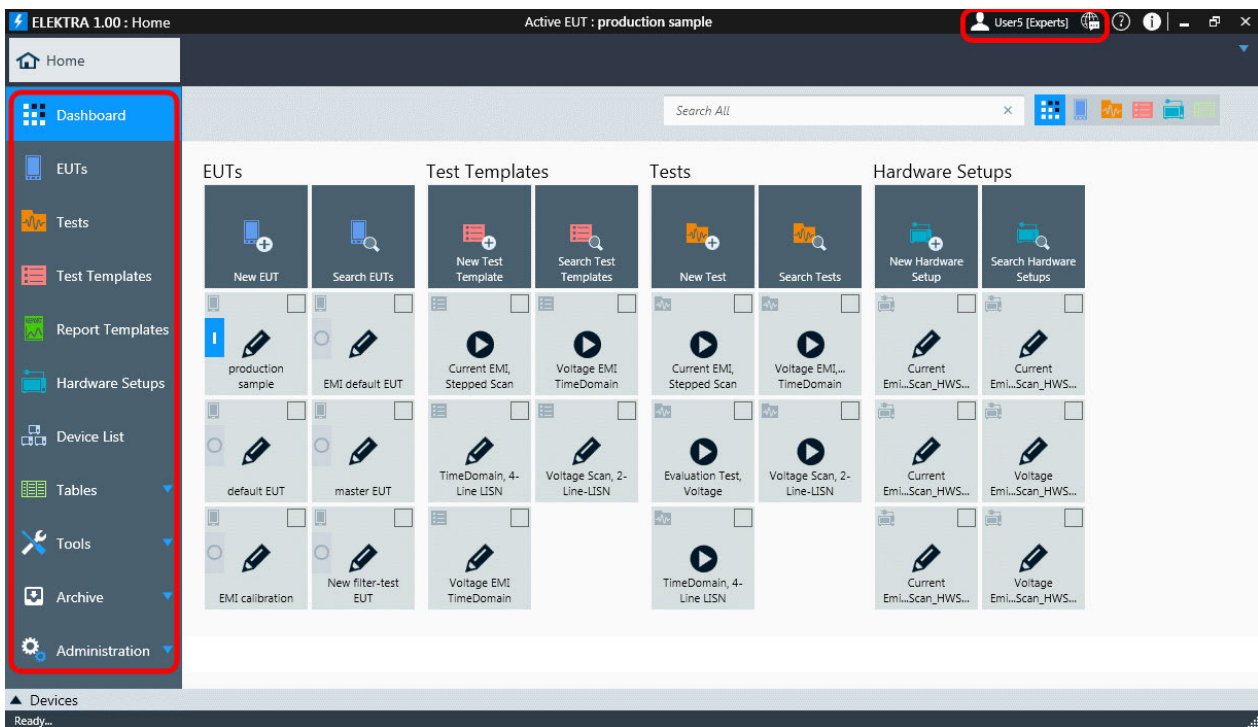 ELEKTRA 1.00 : Home
Active EUT : production sample
User5 [Experts]
Home
Search All
Dashboard
EUTs
Tests
Test Templates
Report Templates
Hardware Setups
Device List
Tables
Tools
Archive
Administration
EUTs
Test Templates
Tests
Hardware Setups
New EUT
Search EUTs
New Test
Template
Search Test
Templates
New Test
Search Tests
New Hardware
Setup
Search Hardware
Setups
production
sample
EMI default EUT
Current EMI,
Stepped Scan
Voltage EMI
TimeDomain
Current EMI,
Stepped Scan
Voltage EMI,...
TimeDomain
Current
Emi...Scan_HWS...
Current
Emi...Scan_HWS...
default EUT
master EUT
TimeDomain, 4-
Line LISN
Voltage Scan, 2-
Line-LISN
Evaluation Test,
Voltage
Voltage Scan, 2-
Line-LISN
Current
Emi...Scan_HWS...
Voltage
Emi...Scan_HWS...
EMI calibration
New filter-test
EUT
Voltage EMI
TimeDomain
TimeDomain, 4-
Line LISN
Current
Emi...Scan_HWS...
Voltage
Emi...Scan_HWS...
Devices
Ready...